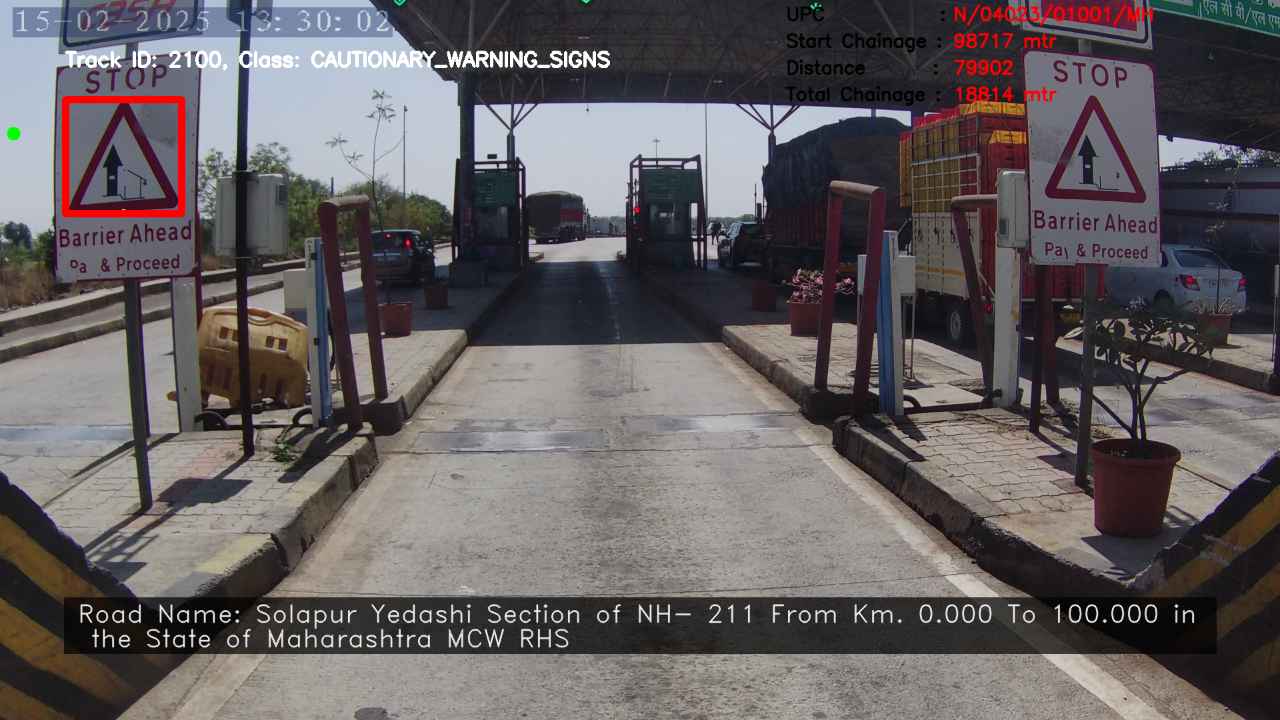 15-02-2025 13:30:02
Track ID: 2100, Class: CAUTIONARY_WARNING_SIGNS
UPC : N/04023/01001/MH
Start Chainage : 98717 mtr
Distance : 79902
Total Chainage : 18814 mtr
STOP
Barrier Ahead
Pay & Proceed
STOP
Barrier Ahead
Pay & Proceed
Road Name: Solapur Yedashi Section of NH- 211 From Km. 0.000 To 100.000 in
the State of Maharashtra MCW RHS